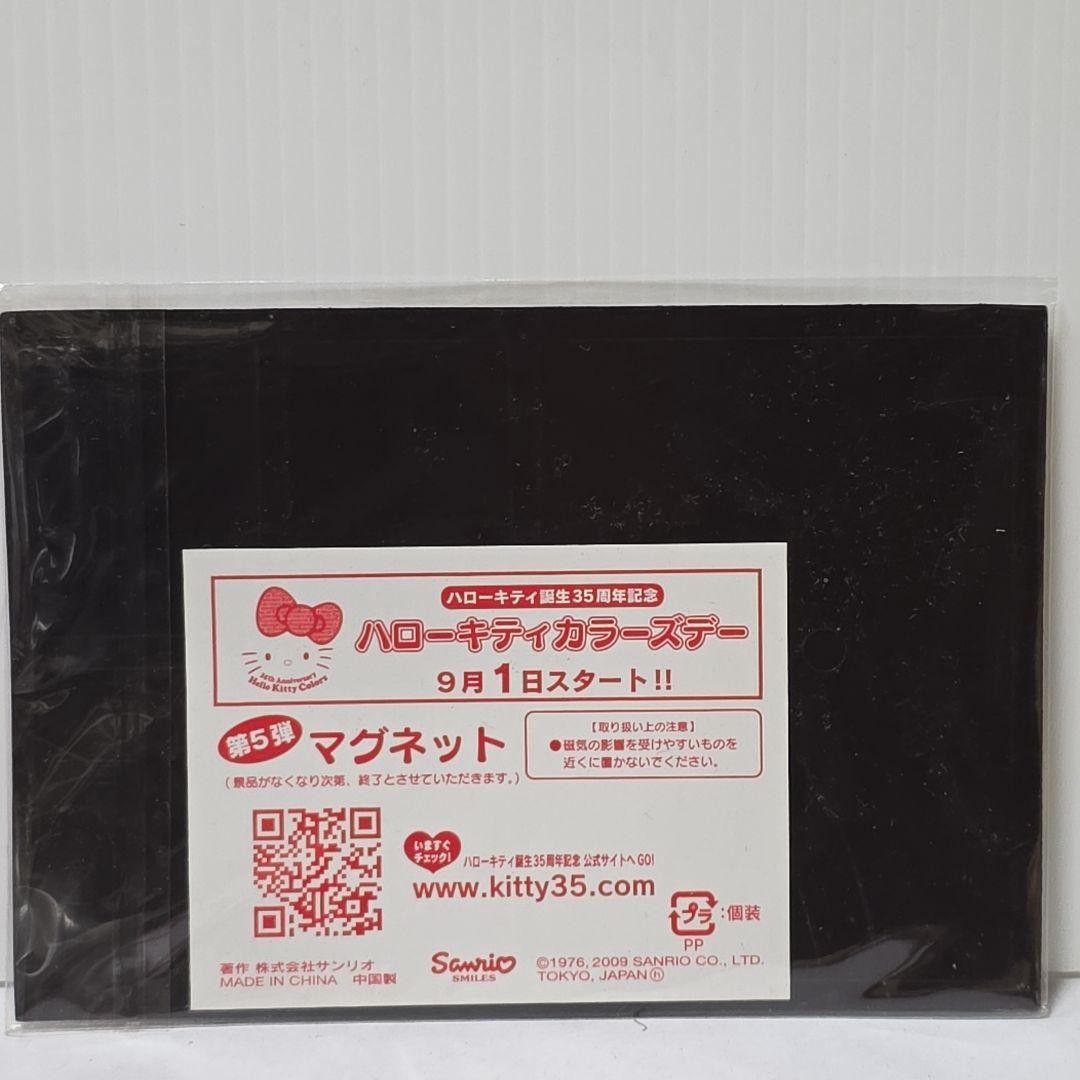 ハローキティ誕生35周年記念
ハローキティカラーズデー
9月1日スタート!!
35th Anniversary
Hello Kitty Colors
第5弾 マグネット
(景品がなくなり次第、終了とさせていただきます。)
【取り扱い上の注意】
●磁気の影響を受けやすいものを
近くに置かないでください。
いますぐ
チェック!
ハローキティ誕生35周年記念 公式サイトへ GO!
www.kitty35.com
プラ :個装
PP
著作 株式会社サンリオ
MADE IN CHINA 中国製
Sanrio
SMILES
©1976, 2009 SANRIO CO., LTD.
TOKYO, JAPAN ⓗ